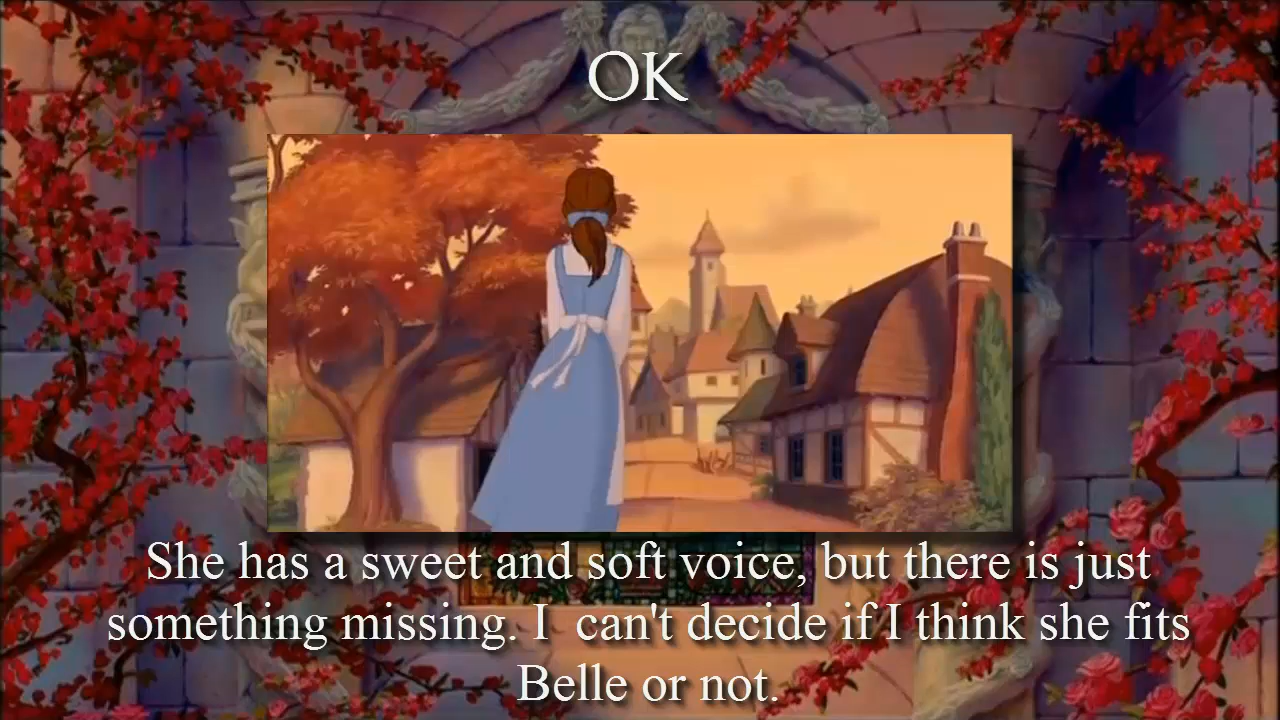 OK
She has a sweet and soft voice, but there is just
something missing. I  can't decide if I think she fits
Belle or not.